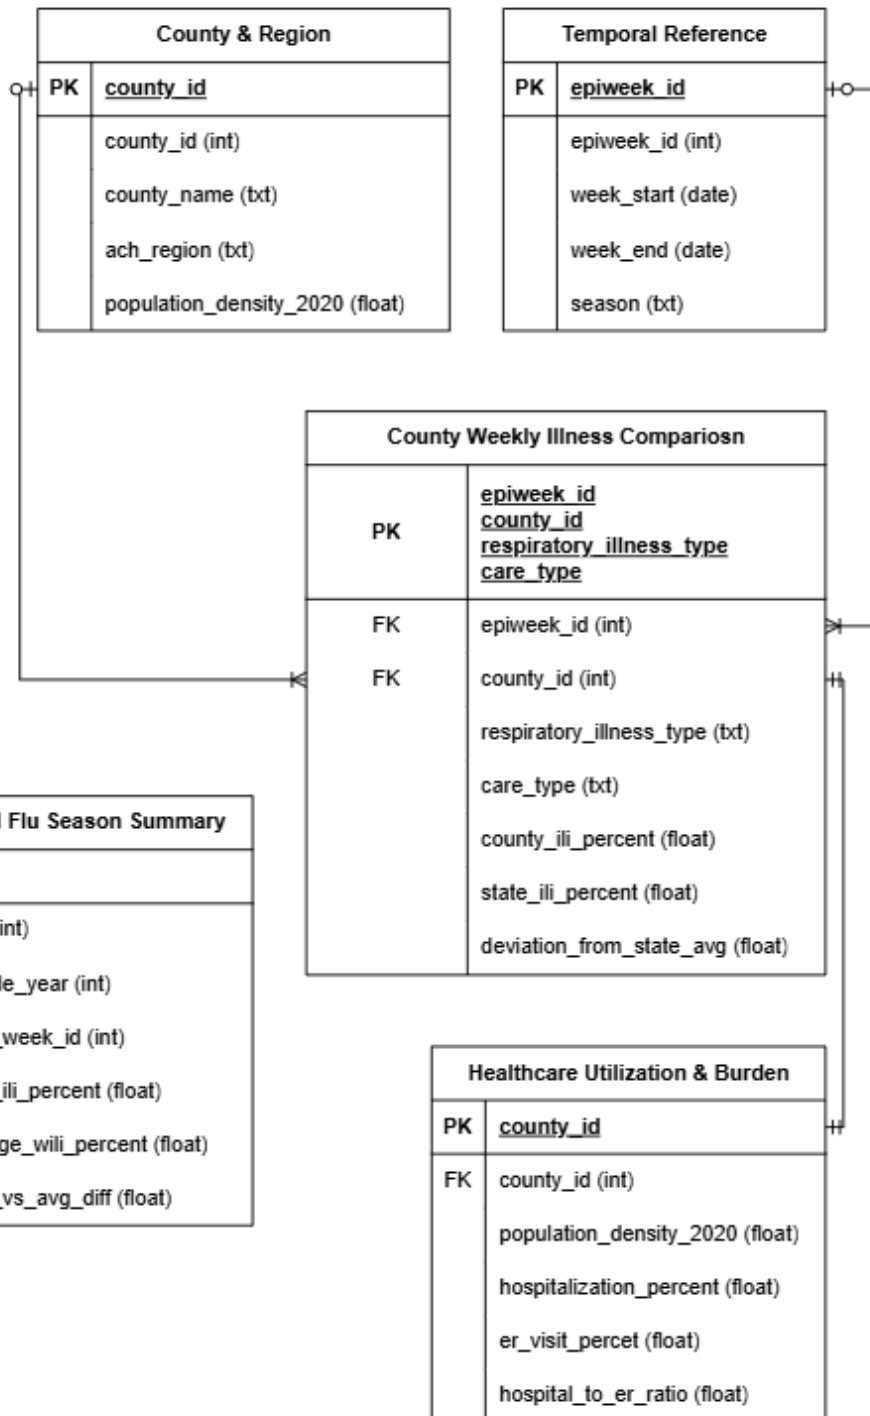 County & Region
PK county_id
county_id (int)
county_name (txt)
ach_region (txt)
population_density_2020 (float)
Temporal Reference
PK epiweek_id
epiweek_id (int)
week_start (date)
week_end (date)
season (txt)
County Weekly Illness Compariosn
PK
epiweek_id
county_id
respiratory_illness_type
care_type
FK epiweek_id (int)
FK county_id (int)
respiratory_illness_type (txt)
care_type (txt)
county_ili_percent (float)
state_ili_percent (float)
deviation_from_state_avg (float)
Flu Season Summary
int)
le_year (int)
_week_id (int)
_ili_percent (float)
ge_wili_percent (float)
_vs_avg_diff (float)
Healthcare Utilization & Burden
PK county_id
FK county_id (int)
population_density_2020 (float)
hospitalization_percent (float)
er_visit_percet (float)
hospital_to_er_ratio (float)